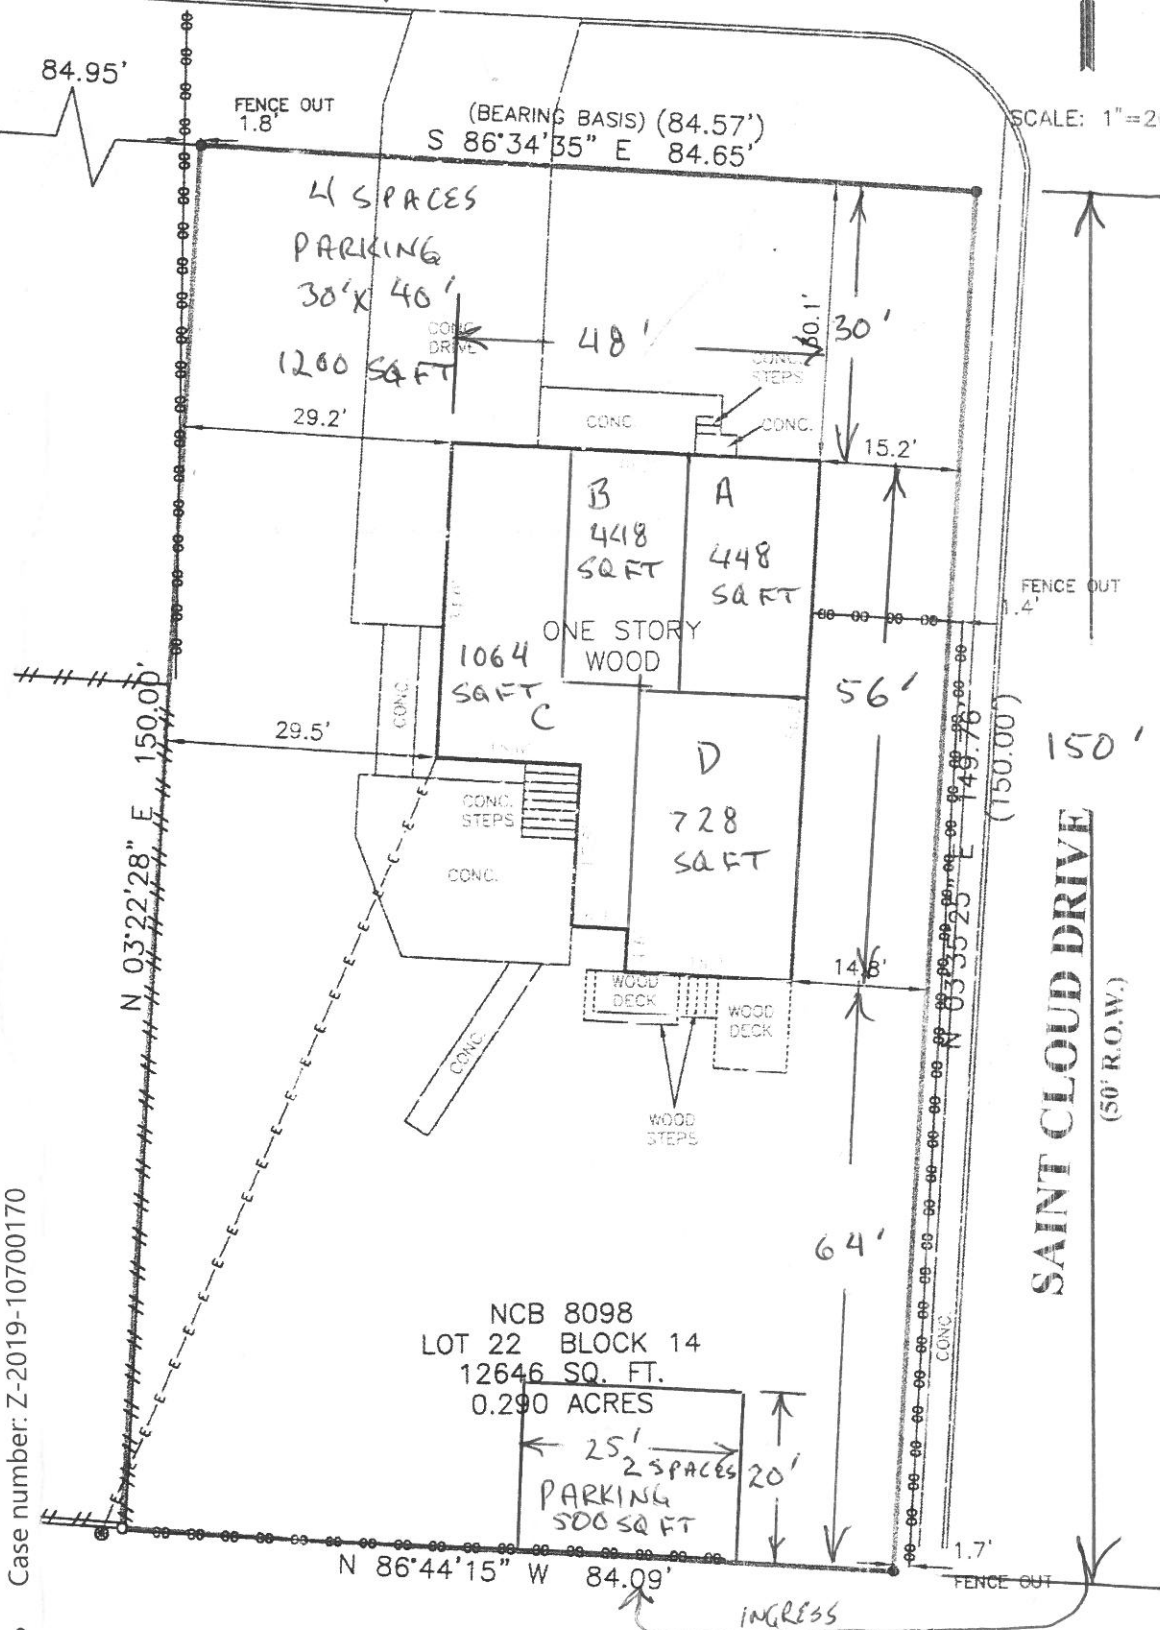 84.95'
FENCE OUT
1.8'
(BEARING BASIS) (84.57')
S 86°34'35" E 84.65'
4 SPACES
PARKING
30' X 40'
1200 SQ FT
CONC.
DRIVE
48'
30.1'
30'
CONC.
STEPS
CONC
CONC.
29.2'
15.2'
B
448
SQ FT
A
448
SQ FT
FENCE OUT
1.4'
ONE STORY
WOOD
1064
SQ FT
C
CONC
56'
29.5'
D
728
SQ FT
CONC.
STEPS
CONC.
N 03°22'28" E 150.00'
N 03°35'25" E 149.76'
(150.00')
150'
SAINT CLOUD DRIVE
(50' R.O.W.)
14.8'
WOOD
DECK
WOOD
DECK
CONC.
WOOD
STEPS
64'
NCB 8098
LOT 22 BLOCK 14
12646 SQ. FT.
0.290 ACRES
CONC.
25'
2 SPACES
20'
PARKING
500 SQ FT
N 86°44'15" W 84.09'
1.7'
FENCE OUT
INGRESS
Case number: Z-2019-10700170